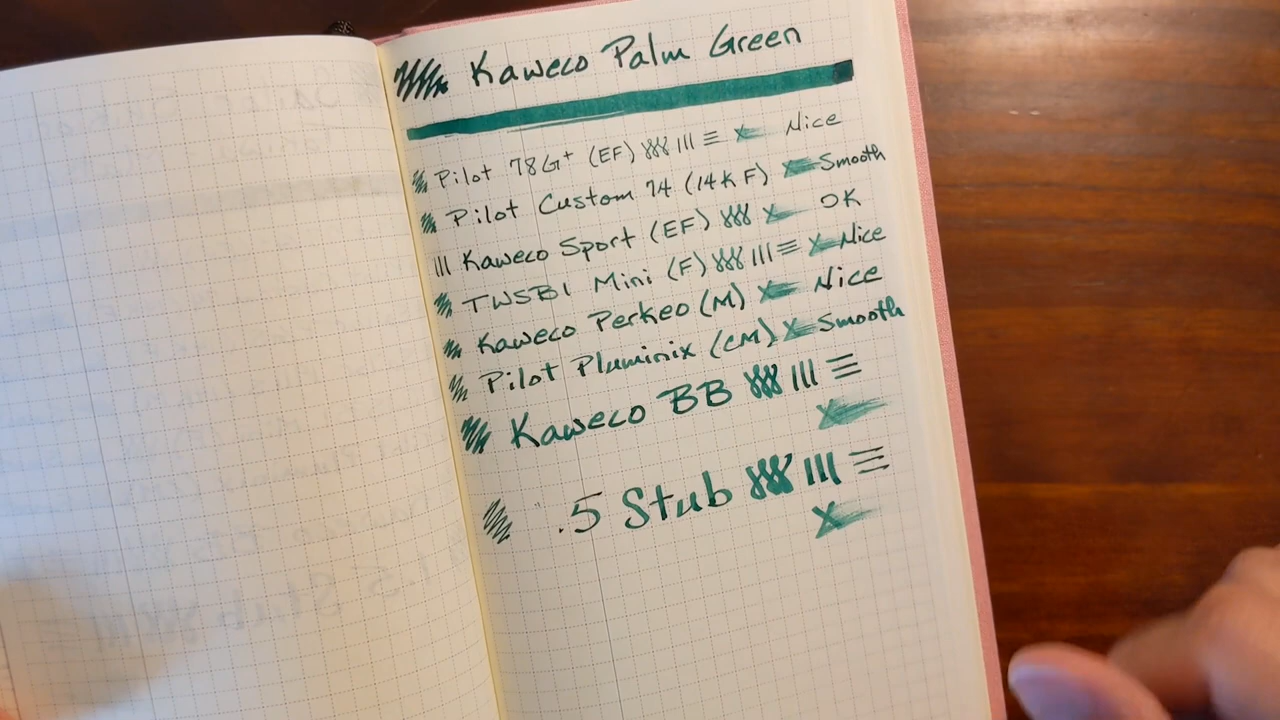 Kaweco Palm Green
Pilot 78G+ (EF) Nice
Pilot Custom 74 (14K F) Smooth
Kaweco Sport (EF) OK
TWSBI Mini (F) Nice
Kaweco Perkeo (M) Nice
Pilot Pluminix (CM) Smooth
Kaweco BB
.5 Stub